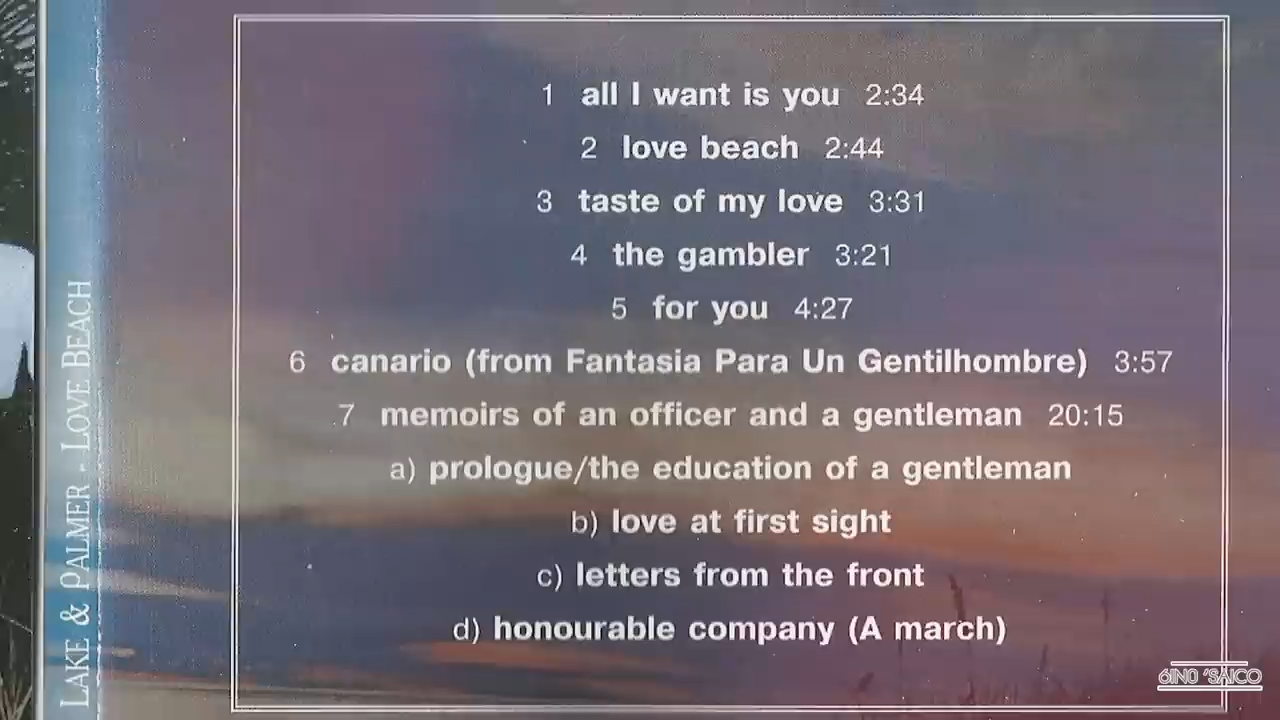 1 all I want is you 2:34
2 love beach 2:44
3 taste of my love 3:31
4 the gambler 3:21
5 for you 4:27
6 canario (from Fantasia Para Un Gentilhombre) 3:57
7 memoirs of an officer and a gentleman 20:15
a) prologue/the education of a gentleman
b) love at first sight
c) letters from the front
d) honourable company (A march)
LAKE & PALMER - LOVE BEACH
GINO 'SAICO